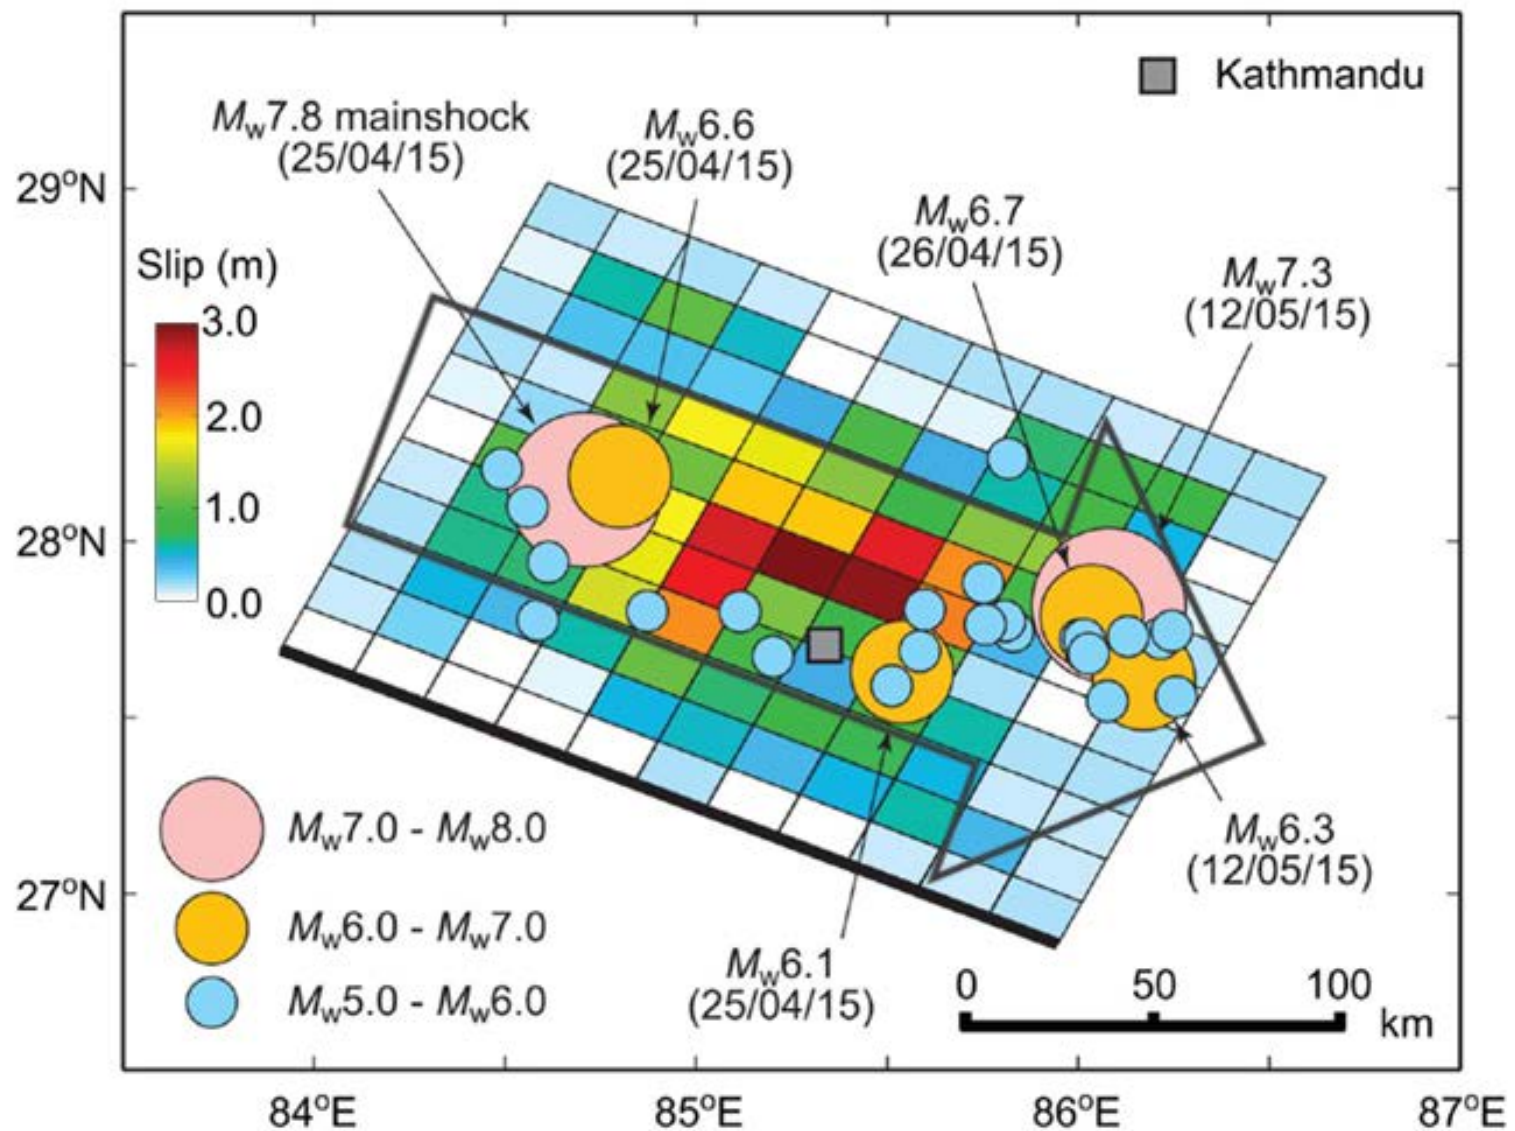 Kathmandu
Mw7.8 mainshock
(25/04/15)
Mw6.6
(25/04/15)
Mw6.7
(26/04/15)
Mw7.3
(12/05/15)
29°N
Slip (m)
3.0
2.0
1.0
0.0
28°N
27°N
Mw7.0 - Mw8.0
Mw6.0 - Mw7.0
Mw5.0 - Mw6.0
Mw6.3
(12/05/15)
Mw6.1
(25/04/15)
0 50 100
km
84°E 85°E 86°E 87°E